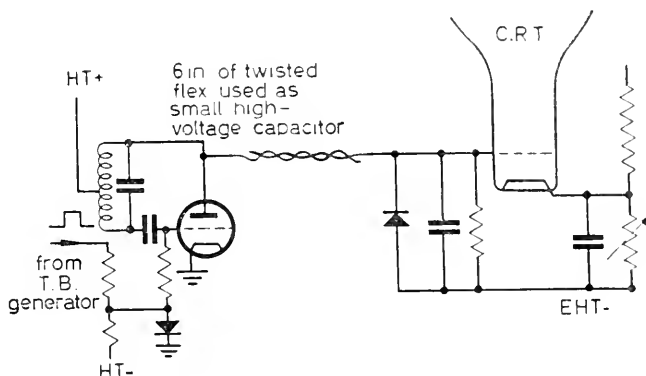 C.R.T
6in of twisted
flex used as
small high-
voltage capacitor
HT+
from
T.B.
generator
HT-
EHT-